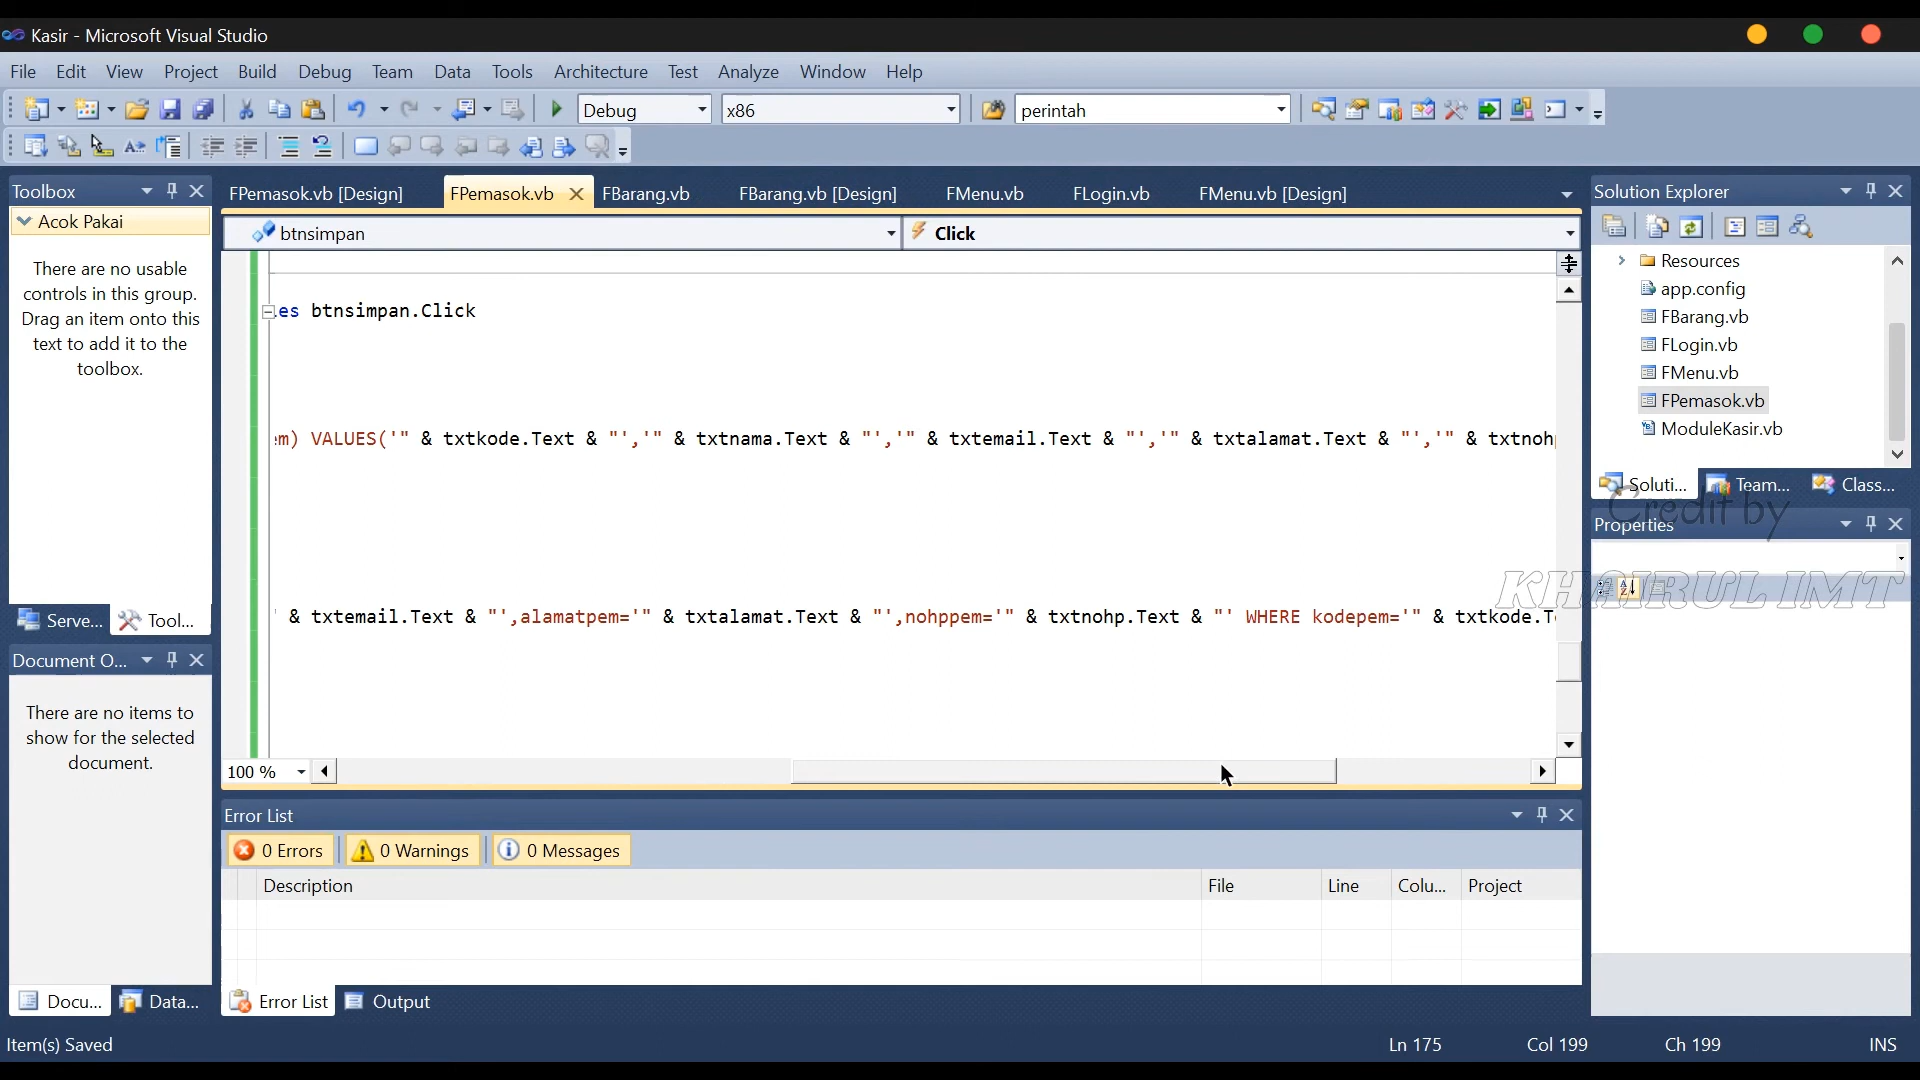 Kasir - Microsoft Visual Studio
File Edit View Project Build Debug Team Data Tools Architecture Test Analyze Window Help
Debug x86 perintah
Toolbox
Acok Pakai
There are no usable
controls in this group.
Drag an item onto this
text to add it to the
toolbox.
Serve... Tool...
Document O...
There are no items to
show for the selected
document.
Docu... Data...
FPemasok.vb [Design] FPemasok.vb FBarang.vb FBarang.vb [Design] FMenu.vb FLogin.vb FMenu.vb [Design]
btnsimpan Click
es btnsimpan.Click
m) VALUES('" & txtkode.Text & "','" & txtnama.Text & "','" & txtemail.Text & "','" & txtalamat.Text & "','" & txtnohp
' & txtemail.Text & "',alamatpem='" & txtalamat.Text & "',nohppem='" & txtnohp.Text & "' WHERE kodepem='" & txtkode.T
100 %
Error List
0 Errors 0 Warnings 0 Messages
Description File Line Colu... Project
Error List Output
Solution Explorer
Resources
app.config
FBarang.vb
FLogin.vb
FMenu.vb
FPemasok.vb
ModuleKasir.vb
Soluti... Team... Class...
Credit by
Properties
KHAIRUL IMT
Item(s) Saved Ln 175 Col 199 Ch 199 INS